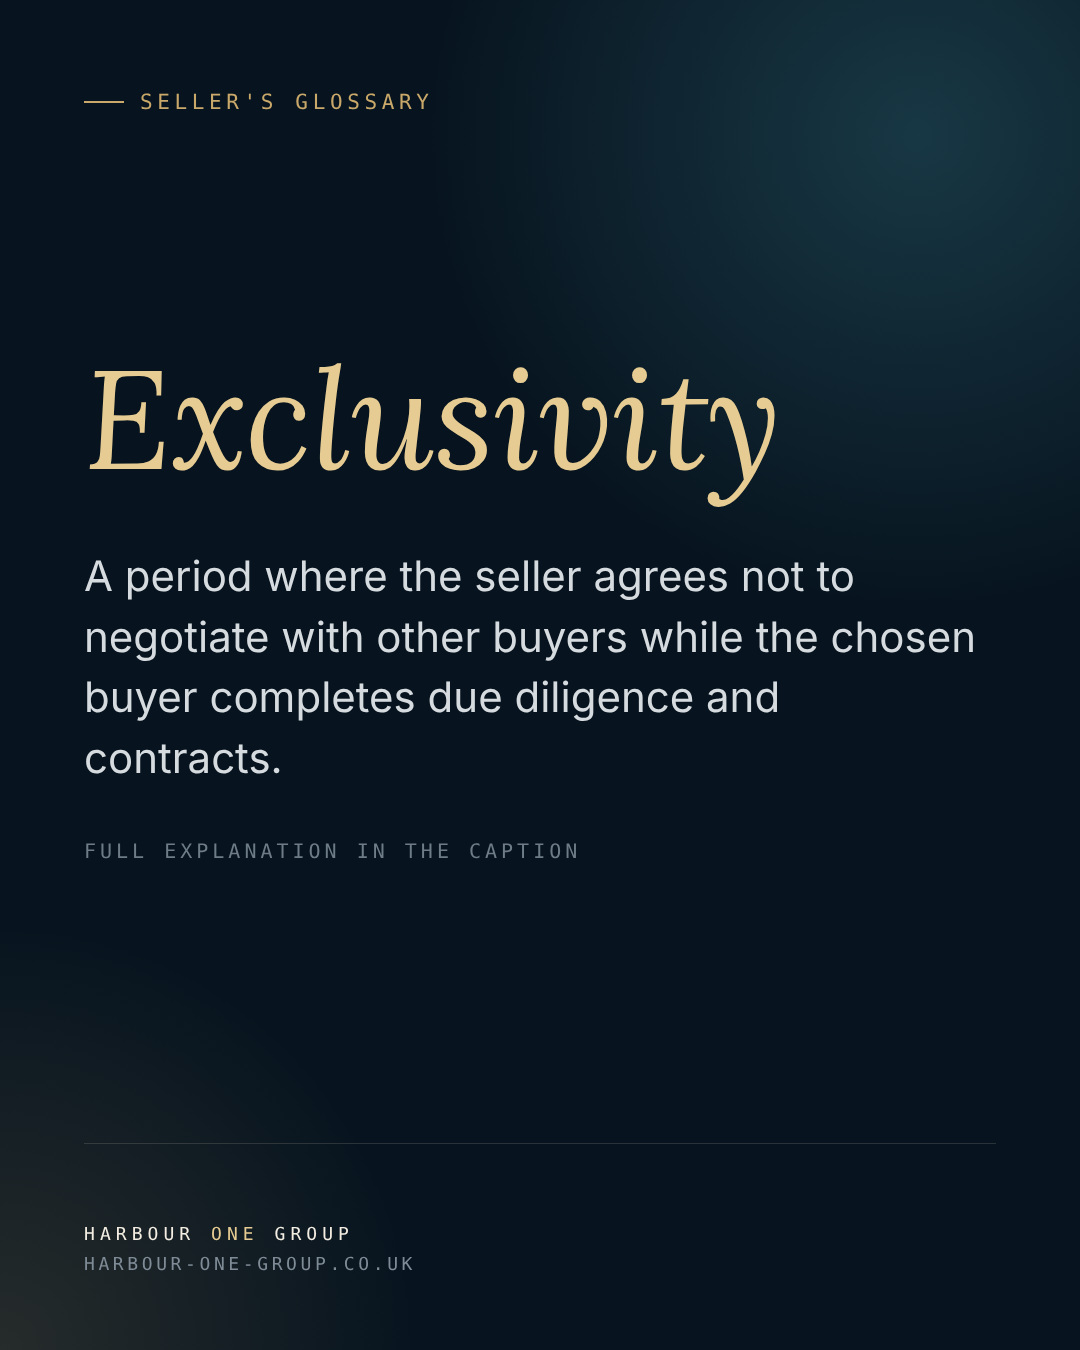 SELLER'S GLOSSARY
Exclusivity
A period where the seller agrees not to
negotiate with other buyers while the chosen
buyer completes due diligence and
contracts.
FULL EXPLANATION IN THE CAPTION
HARBOUR ONE GROUP
HARBOUR-ONE-GROUP.CO.UK